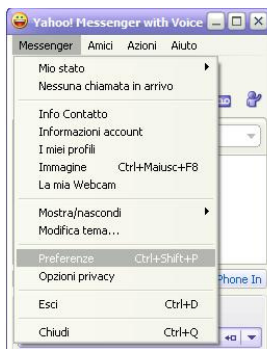 Yahoo! Messenger with Voice
Messenger Amici Azioni Aiuto
Mio stato
Nessuna chiamata in arrivo
Info Contatto
Informazioni account
I miei profili
Immagine Ctrl+Maiusc+F8
La mia Webcam
Mostra/nascondi
Modifica tema...
Preferenze Ctrl+Shift+P
Opzioni privacy
Phone In
Esci Ctrl+D
Chiudi Ctrl+Q